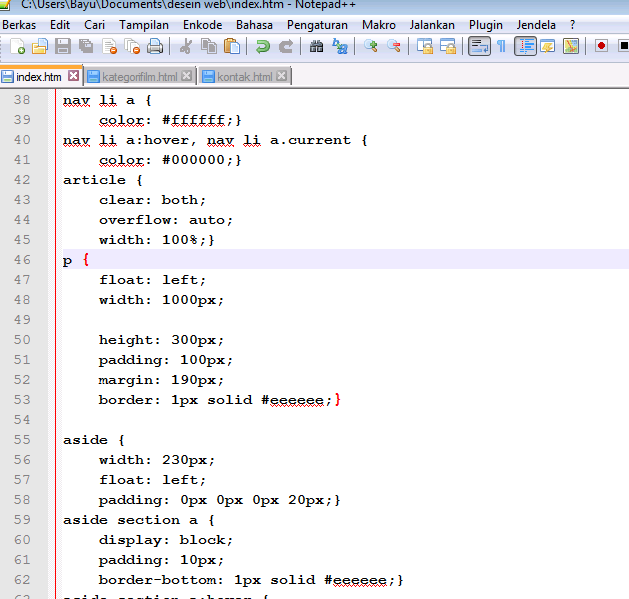 C:\Users\Bayu\Documents\desein web\index.htm - Notepad++
Berkas Edit Cari Tampilan Enkode Bahasa Pengaturan Makro Jalankan Plugin Jendela ?
index.htm kategorifilm.html kontak.html
38 nav li a {
39 color: #ffffff;}
40 nav li a:hover, nav li a.current {
41 color: #000000;}
42 article {
43 clear: both;
44 overflow: auto;
45 width: 100%;}
46 p {
47 float: left;
48 width: 1000px;
49
50 height: 300px;
51 padding: 100px;
52 margin: 190px;
53 border: 1px solid #eeeeee;}
54
55 aside {
56 width: 230px;
57 float: left;
58 padding: 0px 0px 0px 20px;}
59 aside section a {
60 display: block;
61 padding: 10px;
62 border-bottom: 1px solid #eeeeee;}
63 aside section a:hover {